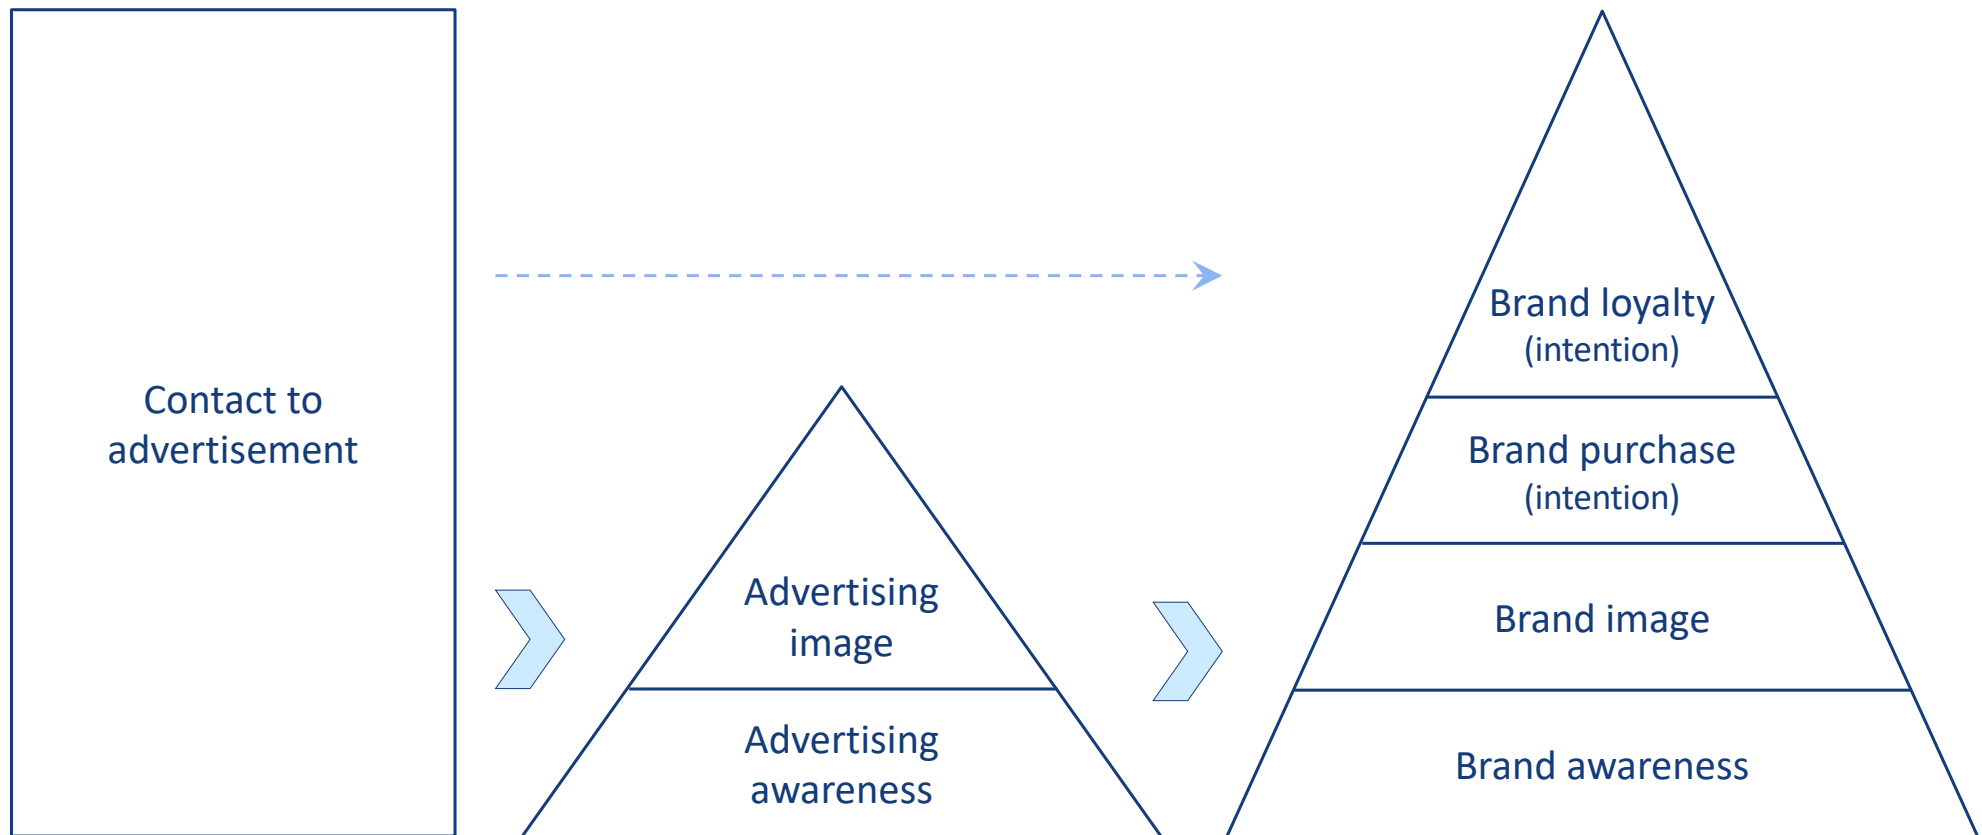 Contact to
advertisement
Advertising
image
Advertising
awareness
Brand loyalty
(intention)
Brand purchase
(intention)
Brand image
Brand awareness